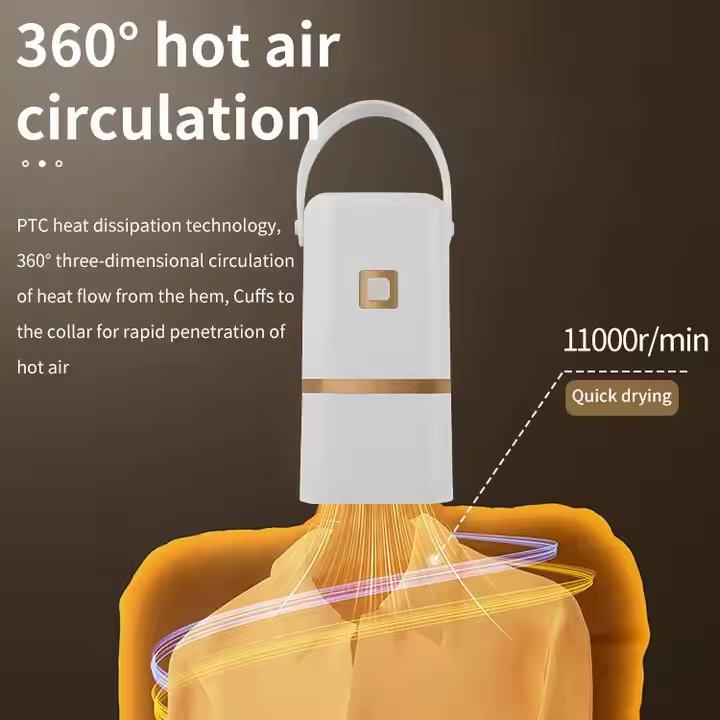 360° hot air
circulation
PTC heat dissipation technology,
360° three-dimensional circulation
of heat flow from the hem, Cuffs to
the collar for rapid penetration of
hot air
11000r/min
Quick drying